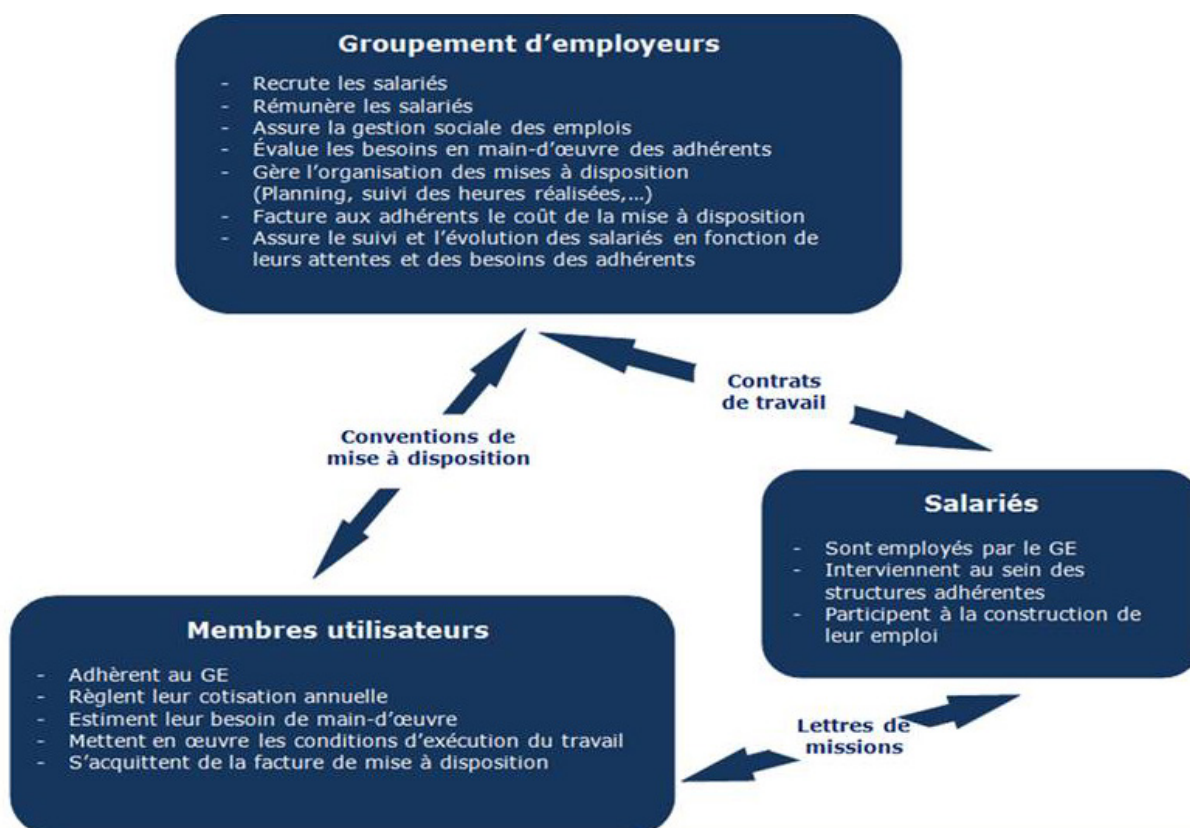 Groupement d’employeurs
- Recrute les salariés
- Rémunère les salariés
- Assure la gestion sociale des emplois
- Évalue les besoins en main-d’œuvre des adhérents
- Gère l’organisation des mises à disposition
(Planning, suivi des heures réalisées,...)
- Facture aux adhérents le coût de la mise à disposition
- Assure le suivi et l’évolution des salariés en fonction de
leurs attentes et des besoins des adhérents
Contrats
de travail
Conventions de
mise à disposition
Salariés
- Sont employés par le GE
- Interviennent au sein des
structures adhérentes
- Participent à la construction de
leur emploi
Membres utilisateurs
- Adhèrent au GE
- Règlent leur cotisation annuelle
- Estiment leur besoin de main-d’œuvre
- Mettent en œuvre les conditions d’exécution du travail
- S’acquittent de la facture de mise à disposition
Lettres de
missions